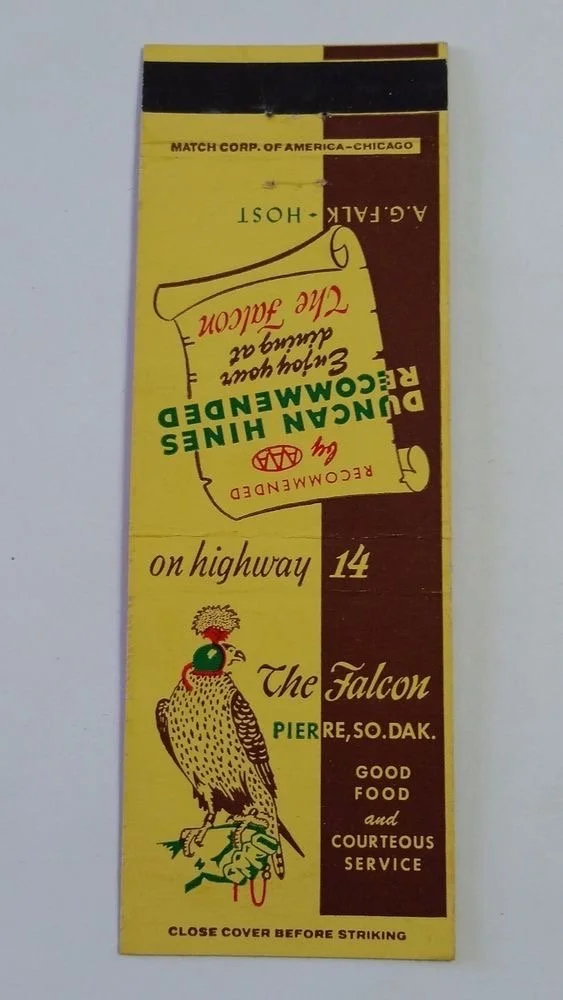 MATCH CORP. OF AMERICA-CHICAGO
RECOMMENDED
by AAA
DUNCAN HINES
RECOMMENDED
Enjoy your
dining at
The Falcon
A.G.FALK - HOST
on highway 14
The Falcon
PIERRE, SO. DAK.
GOOD
FOOD
and
COURTEOUS
SERVICE
CLOSE COVER BEFORE STRIKING